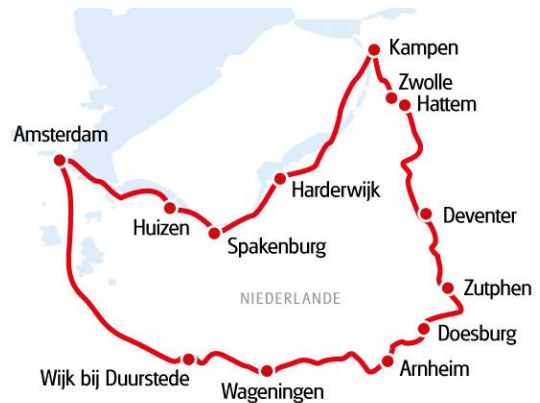 Kampen
Zwolle
Hattem
Amsterdam
Harderwijk
Huizen
Spakenburg
Deventer
Zutphen
NIEDERLANDE
Doesburg
Arnheim
Wijk bij Duurstede
Wageningen